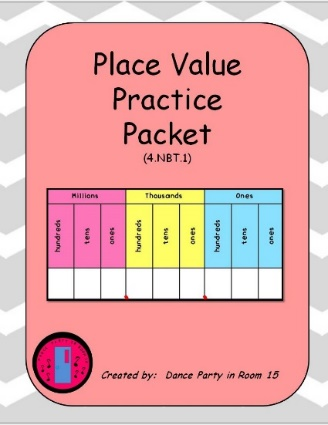 Place Value
Practice
Packet
(4.NBT.1)
Millions Thousands Ones
hundreds tens ones hundreds tens ones hundreds tens ones
Created by: Dance Party in Room 15